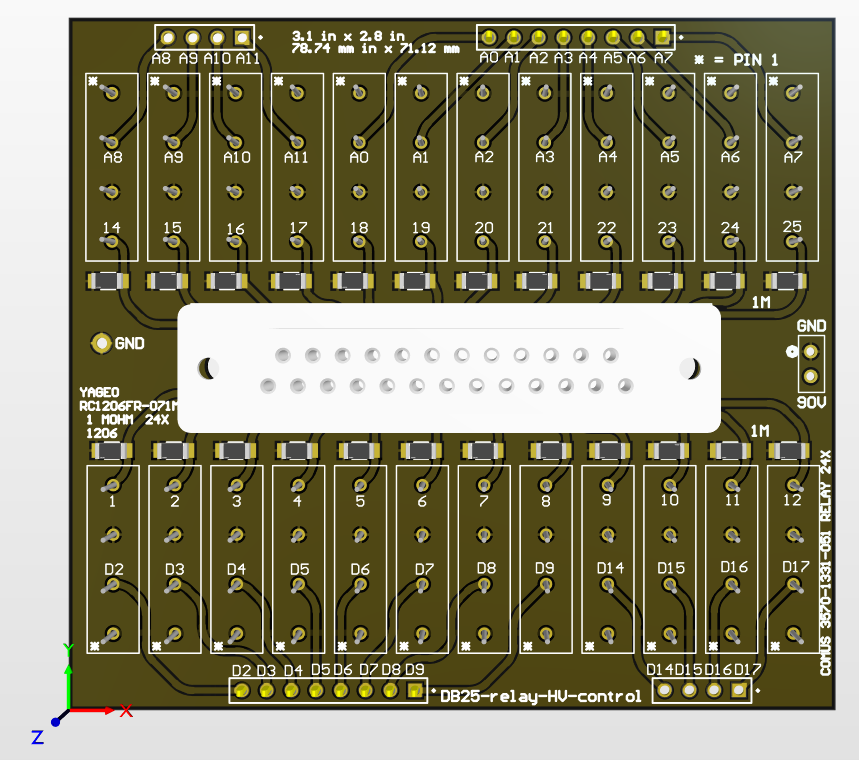 3.1 in x 2.8 in
78.74 mm in x 71.12 mm
A8 A9 A10 A11
A0 A1 A2 A3 A4 A5 A6 A7
* = PIN 1
* * * * * * * * * * * *
A8 A9 A10 A11 A0 A1 A2 A3 A4 A5 A6 A7
14 15 16 17 18 19 20 21 22 23 24 25
1M
GND
GND
90V
YAGEO
RC1206FR-071M
1 MOHM 24X
1206
1M
1 2 3 4 5 6 7 8 9 10 11 12
COMUS 3570-1331-051 RELAY 24X
D2 D3 D4 D5 D6 D7 D8 D9 D14 D15 D16 D17
* * * * * * * * * * * *
D2 D3 D4 D5 D6 D7 D8 D9
D14 D15 D16 D17
DB25-relay-HV-control
Y
X
Z